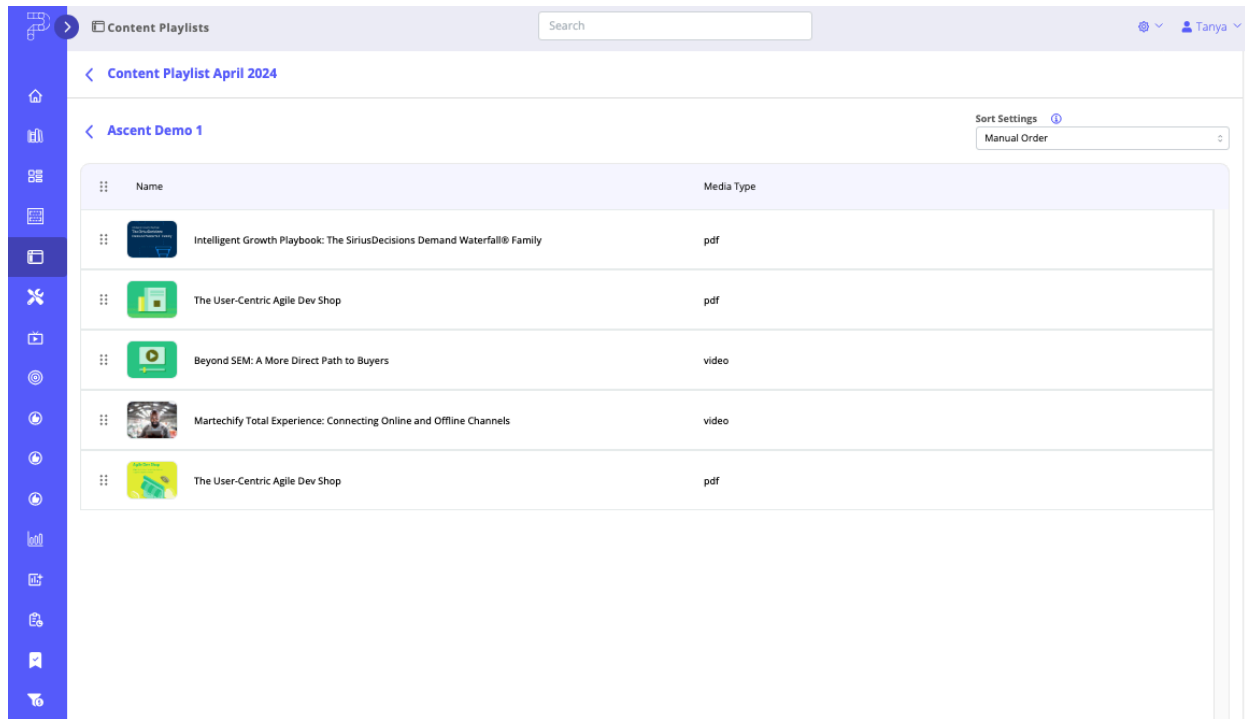 Content Playlists
Search
Tanya
Content Playlist April 2024
Ascent Demo 1
Sort Settings
Manual Order
Name
Media Type
Intelligent Growth Playbook: The SiriusDecisions Demand Waterfall® Family
pdf
The User-Centric Agile Dev Shop
pdf
Beyond SEM: A More Direct Path to Buyers
video
Martechify Total Experience: Connecting Online and Offline Channels
video
Agile Dev Shop
The User-Centric Agile Dev Shop
pdf